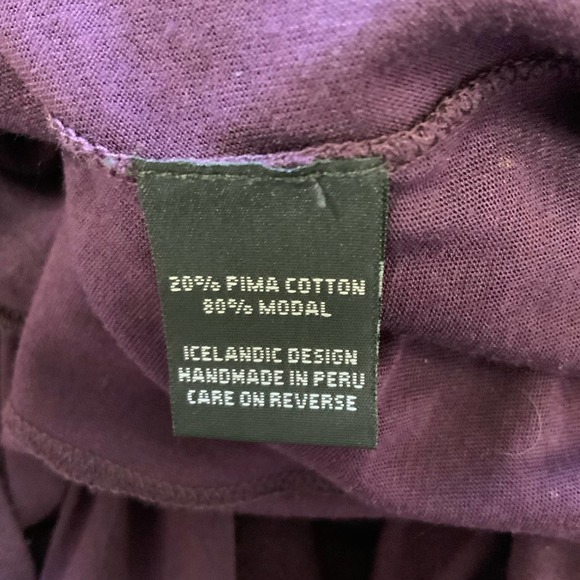 20% PIMA COTTON
80% MODAL
ICELANDIC DESIGN
HANDMADE IN PERU
CARE ON REVERSE